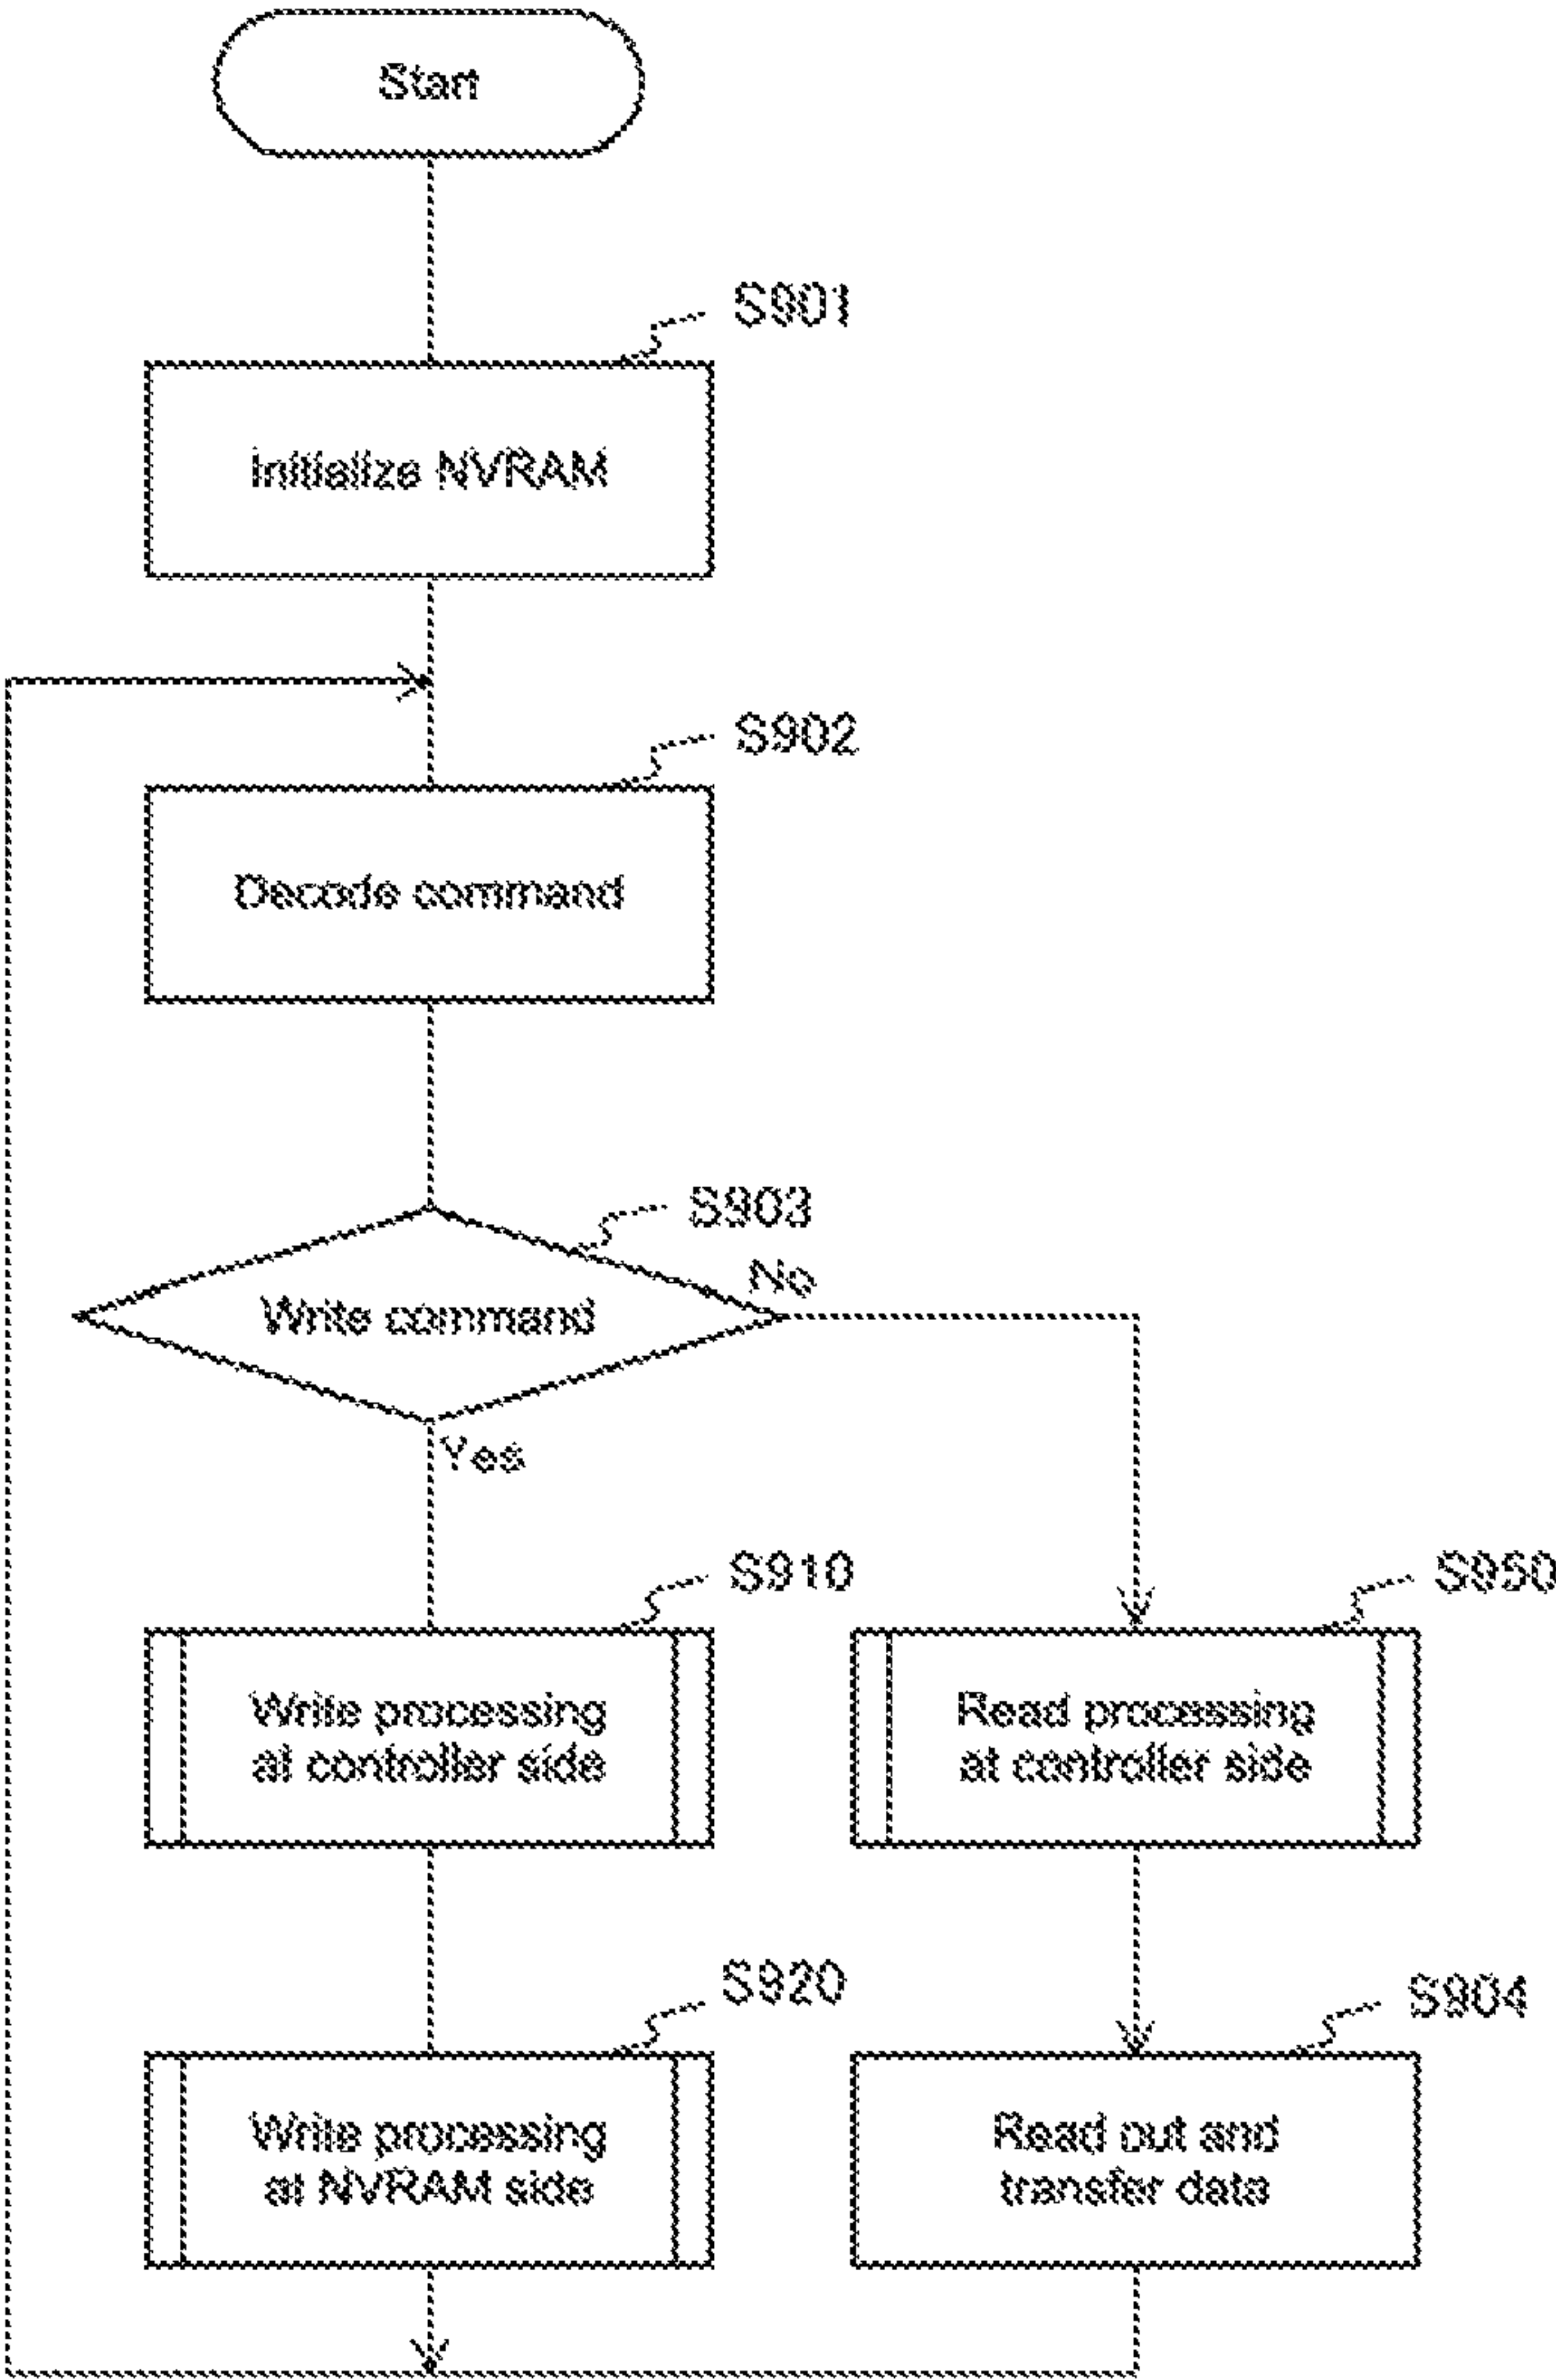 Start
S901
Initialize NVRAM
S902
Decode command
S903
No
Write command
Yes
S910
S950
Write processing
at controller side
Read processing
at controller side
S920
S904
Write processing
at NVRAM side
Read out and
transfer data